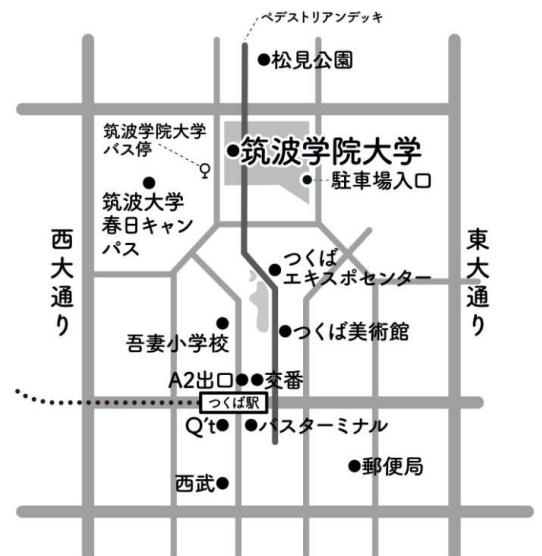 ペデストリアンデッキ
松見公園
筑波学院大学
バス停
筑波学院大学
駐車場入口
筑波大学
春日キャン
パス
西大通り
東大通り
つくば
エキスポセンター
吾妻小学校
つくば美術館
A2出口
交番
つくば駅
Q't
バスターミナル
郵便局
西武